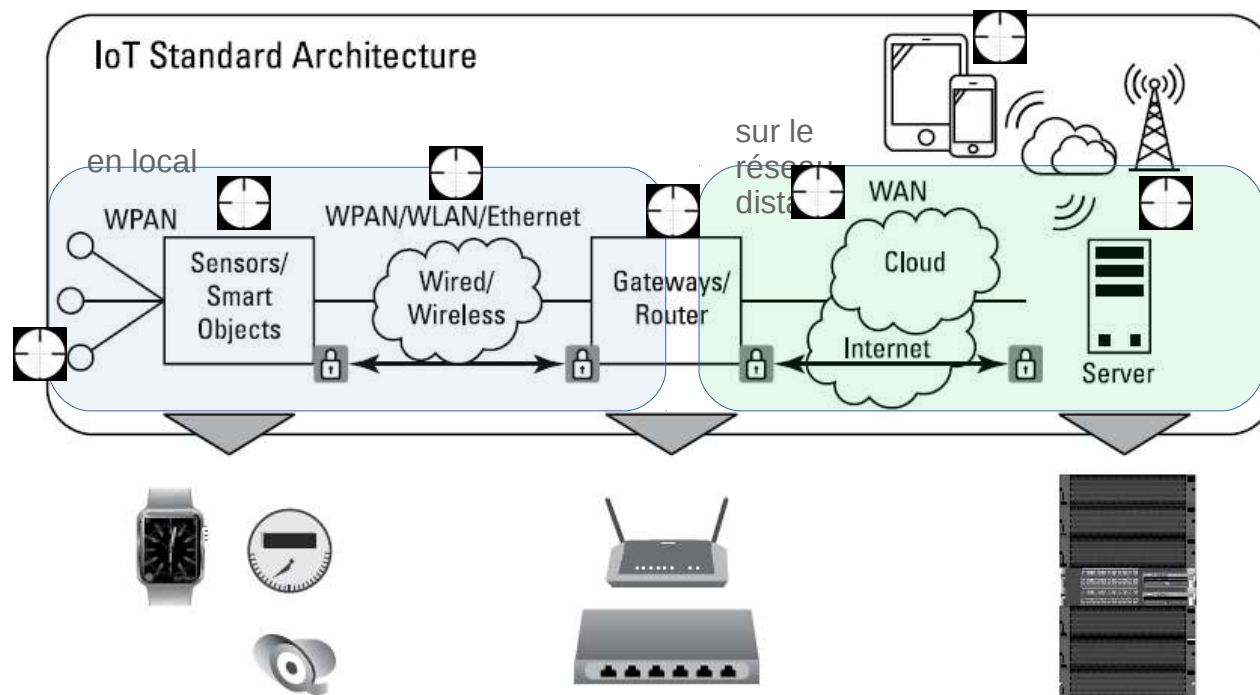 IoT Standard Architecture
en local
sur le
réseau
WPAN
WPAN/WLAN/Ethernet
WAN
Sensors/
Smart
Objects
Wired/
Wireless
Gateways/
Router
Cloud
Internet
Server